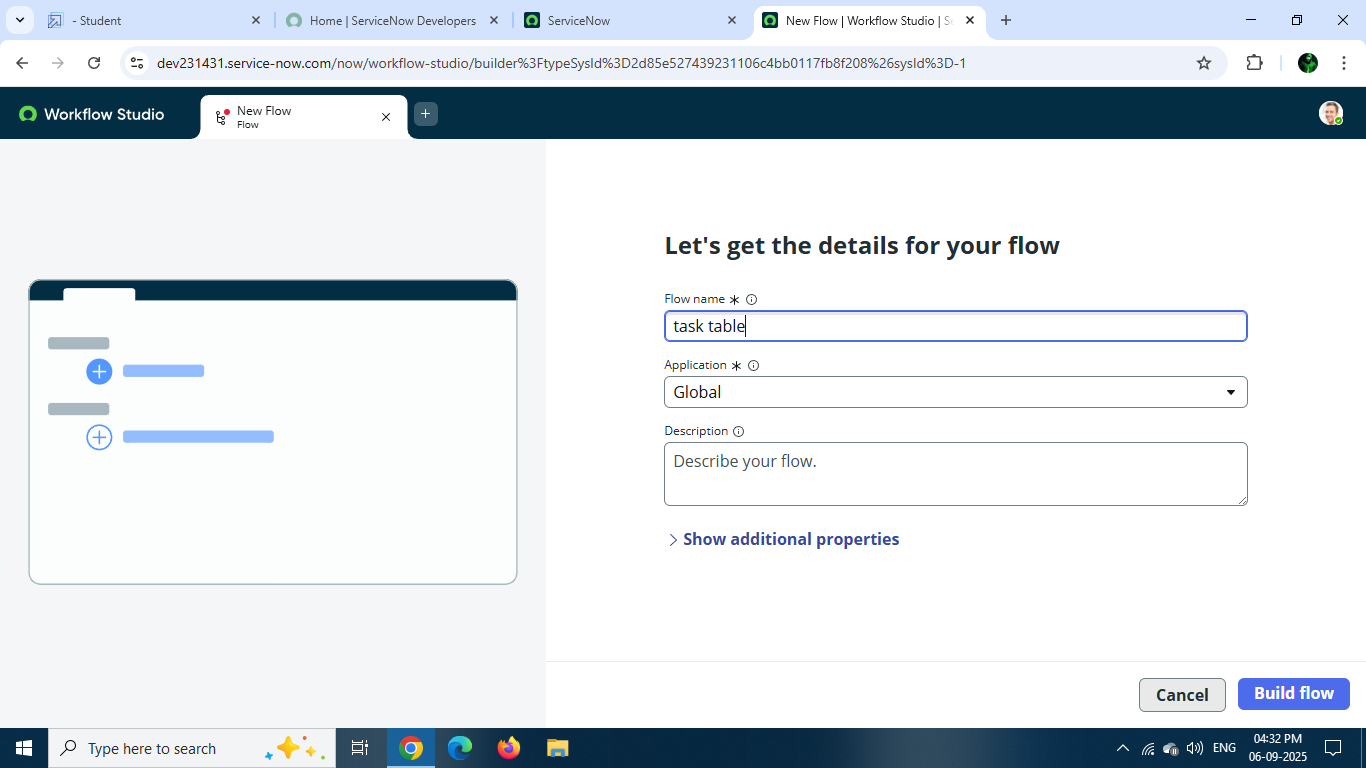 - Student
Home | ServiceNow Developers
ServiceNow
New Flow | Workflow Studio | S
dev231431.service-now.com/now/workflow-studio/builder%3FtypeSysId%3D2d85e527439231106c4bb0117fb8f208%26sysId%3D-1
Workflow Studio
New Flow
Flow
Let's get the details for your flow
Flow name *
task table
Application *
Global
Description
Describe your flow.
Show additional properties
Cancel
Build flow
Type here to search
ENG
04:32 PM
06-09-2025